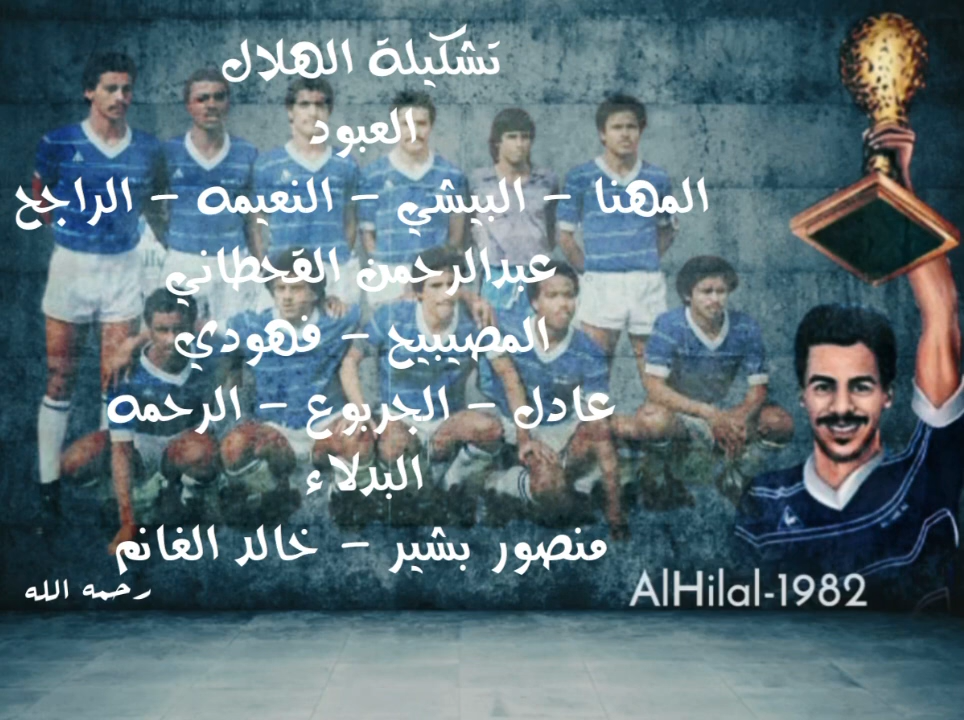 تشكيلة الهلال
العبود
المهنا - البيشي - النعيمه - الراجح
عبدالرحمن القحطاني
المصيبيح - فهودي
عادل - الجربوع - الرحمه
البدلاء
منصور بشير - خالد الغانم
رحمه الله
AlHilal-1982